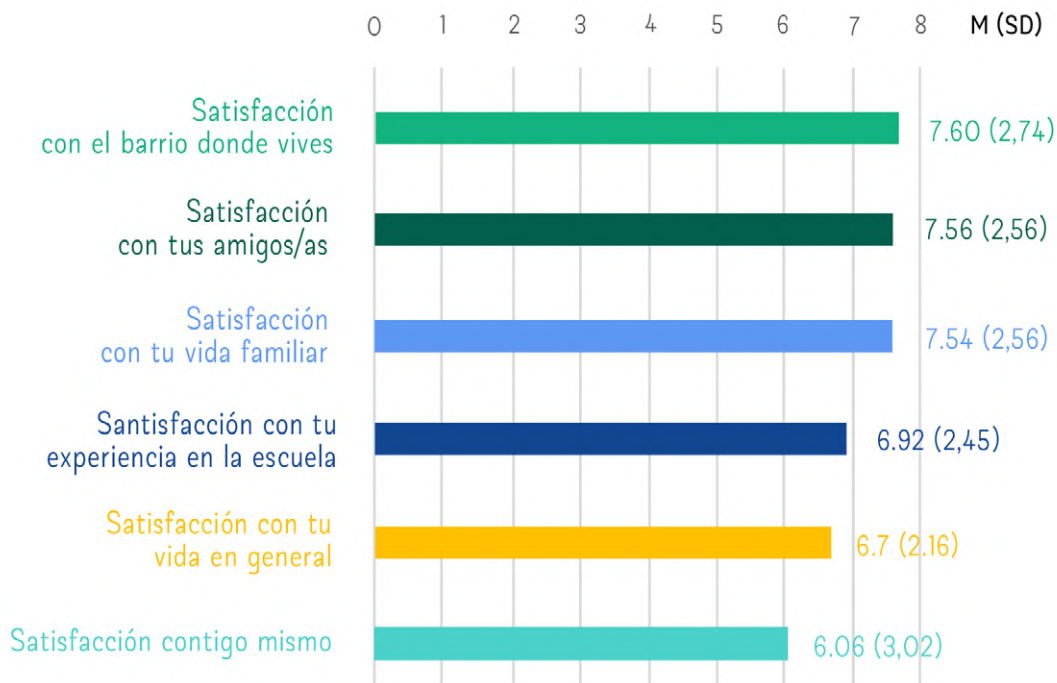 0 1 2 3 4 5 6 7 8 M (SD)
Satisfacción
con el barrio donde vives
7.60 (2,74)
Satisfacción
con tus amigos/as
7.56 (2,56)
Satisfacción
con tu vida familiar
7.54 (2,56)
Santisfacción con tu
experiencia en la escuela
6.92 (2,45)
Satisfacción con tu
vida en general
6.7 (2.16)
Satisfacción contigo mismo
6.06 (3,02)